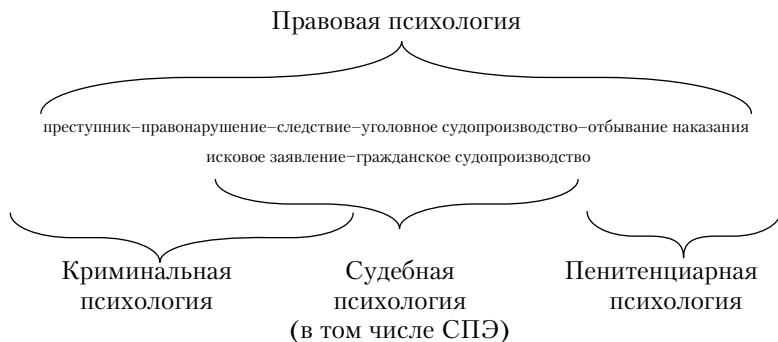 Правовая психология
преступник–правонарушение–следствие–уголовное судопроизводство–отбывание наказания
исковое заявление–гражданское судопроизводство
Криминальная
психология
Судебная
психология
(в том числе СПЭ)
Пенитенциарная
психология